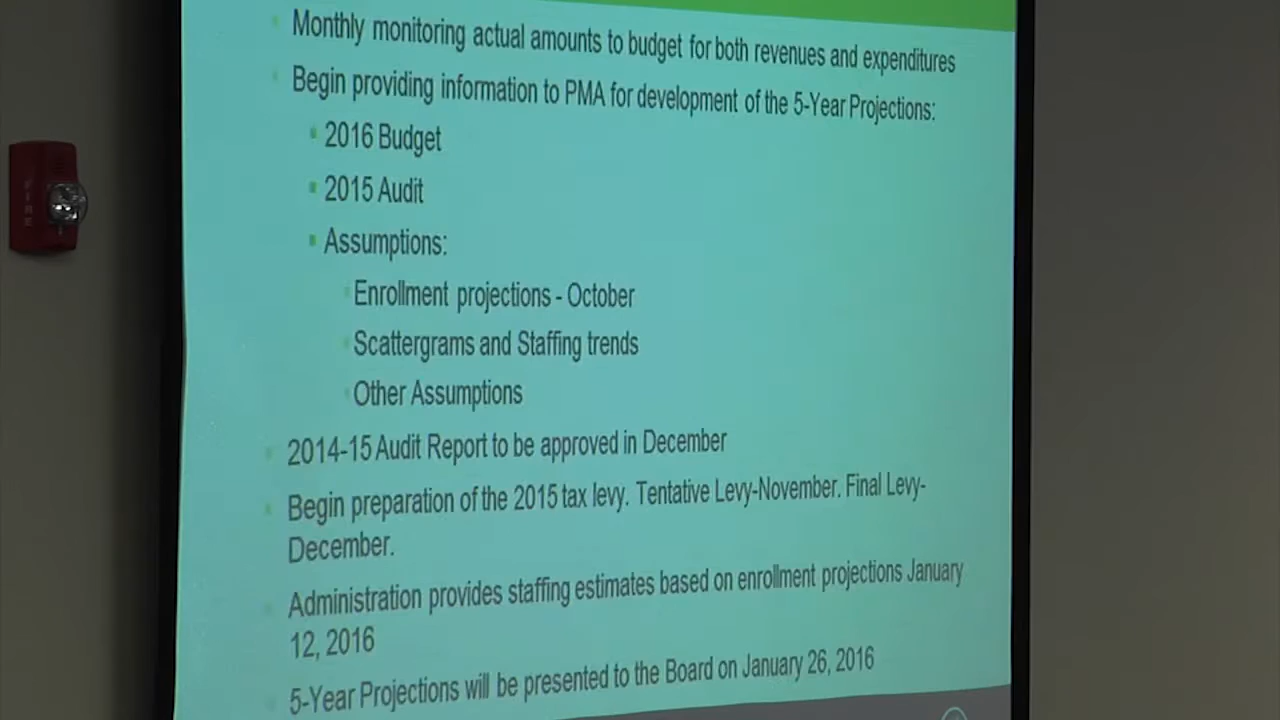 Monthly monitoring actual amounts to budget for both revenues and expenditures
Begin providing information to PMA for development of the 5-Year Projections:
2016 Budget
2015 Audit
Assumptions:
Enrollment projections - October
Scattergrams and Staffing trends
Other Assumptions
2014-15 Audit Report to be approved in December
Begin preparation of the 2015 tax levy. Tentative Levy-November. Final Levy-
December.
Administration provides staffing estimates based on enrollment projections January
12, 2016
5-Year Projections will be presented to the Board on January 26, 2016
FIRE